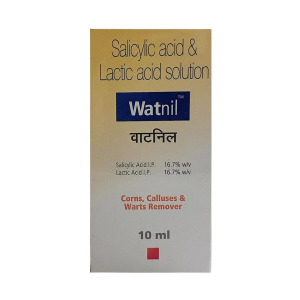 Salicylic acid &
Lactic acid solution
Watnil™
वाटनिल
Salicylic Acid I.P. 16.7% w/v
Lactic Acid I.P. 16.7% w/v
Corns, Calluses &
Warts Remover
10 ml